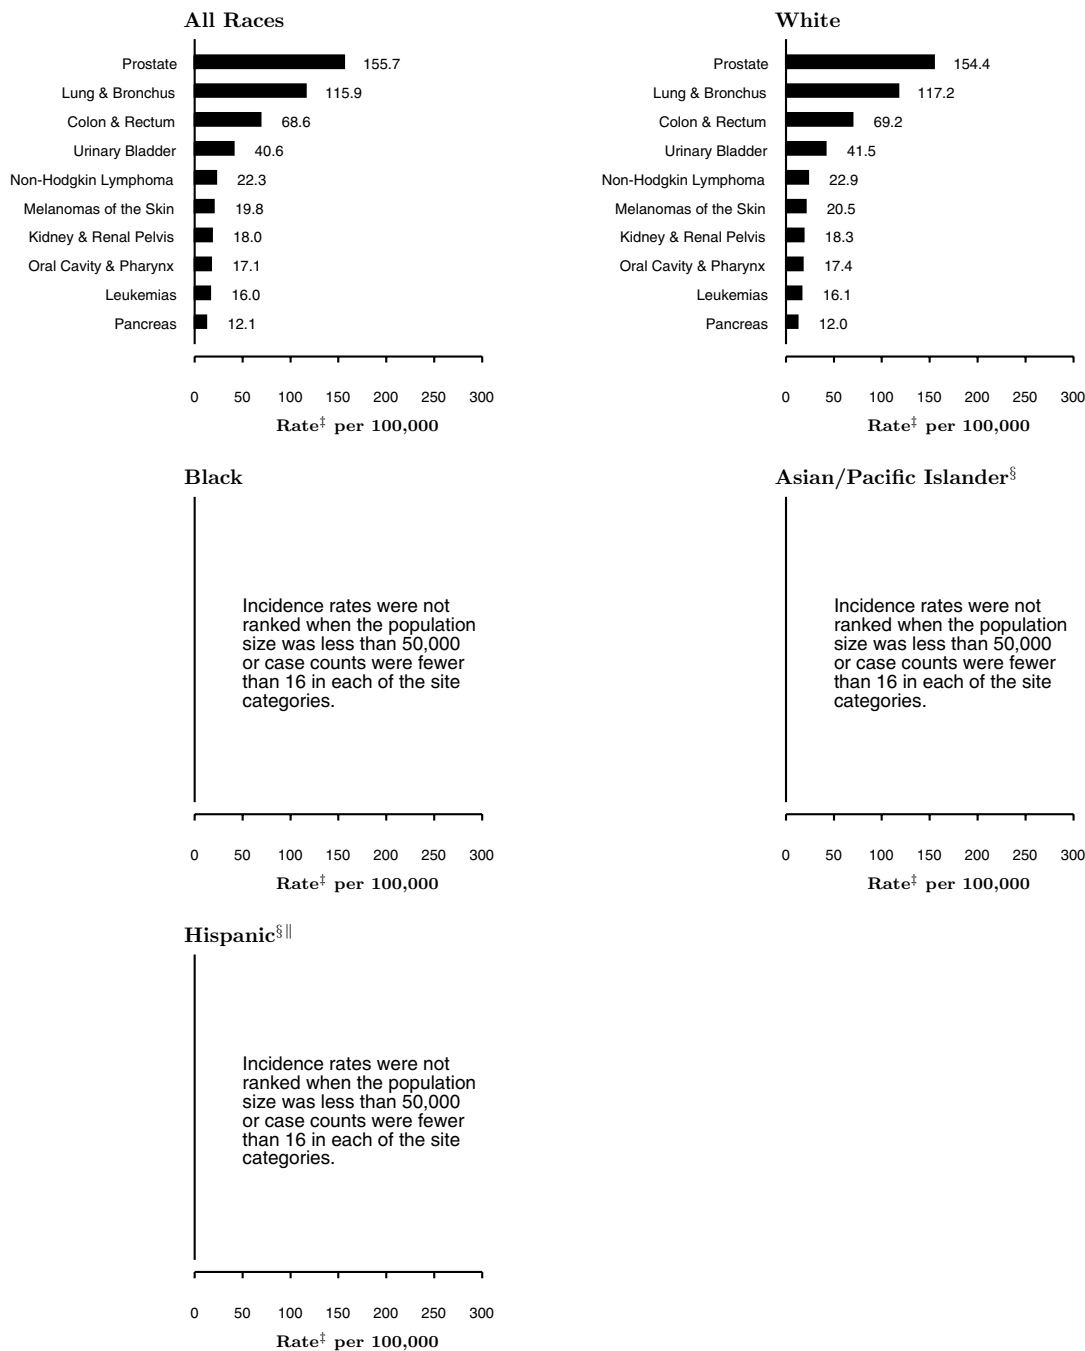 All Races
Prostate 155.7
Lung & Bronchus 115.9
Colon & Rectum 68.6
Urinary Bladder 40.6
Non-Hodgkin Lymphoma 22.3
Melanomas of the Skin 19.8
Kidney & Renal Pelvis 18.0
Oral Cavity & Pharynx 17.1
Leukemias 16.0
Pancreas 12.1
0 50 100 150 200 250 300
Rate‡ per 100,000
White
Prostate 154.4
Lung & Bronchus 117.2
Colon & Rectum 69.2
Urinary Bladder 41.5
Non-Hodgkin Lymphoma 22.9
Melanomas of the Skin 20.5
Kidney & Renal Pelvis 18.3
Oral Cavity & Pharynx 17.4
Leukemias 16.1
Pancreas 12.0
0 50 100 150 200 250 300
Rate‡ per 100,000
Black
Incidence rates were not
ranked when the population
size was less than 50,000
or case counts were fewer
than 16 in each of the site
categories.
0 50 100 150 200 250 300
Rate‡ per 100,000
Asian/Pacific Islander§
Incidence rates were not
ranked when the population
size was less than 50,000
or case counts were fewer
than 16 in each of the site
categories.
0 50 100 150 200 250 300
Rate‡ per 100,000
Hispanic§‖
Incidence rates were not
ranked when the population
size was less than 50,000
or case counts were fewer
than 16 in each of the site
categories.
0 50 100 150 200 250 300
Rate‡ per 100,000